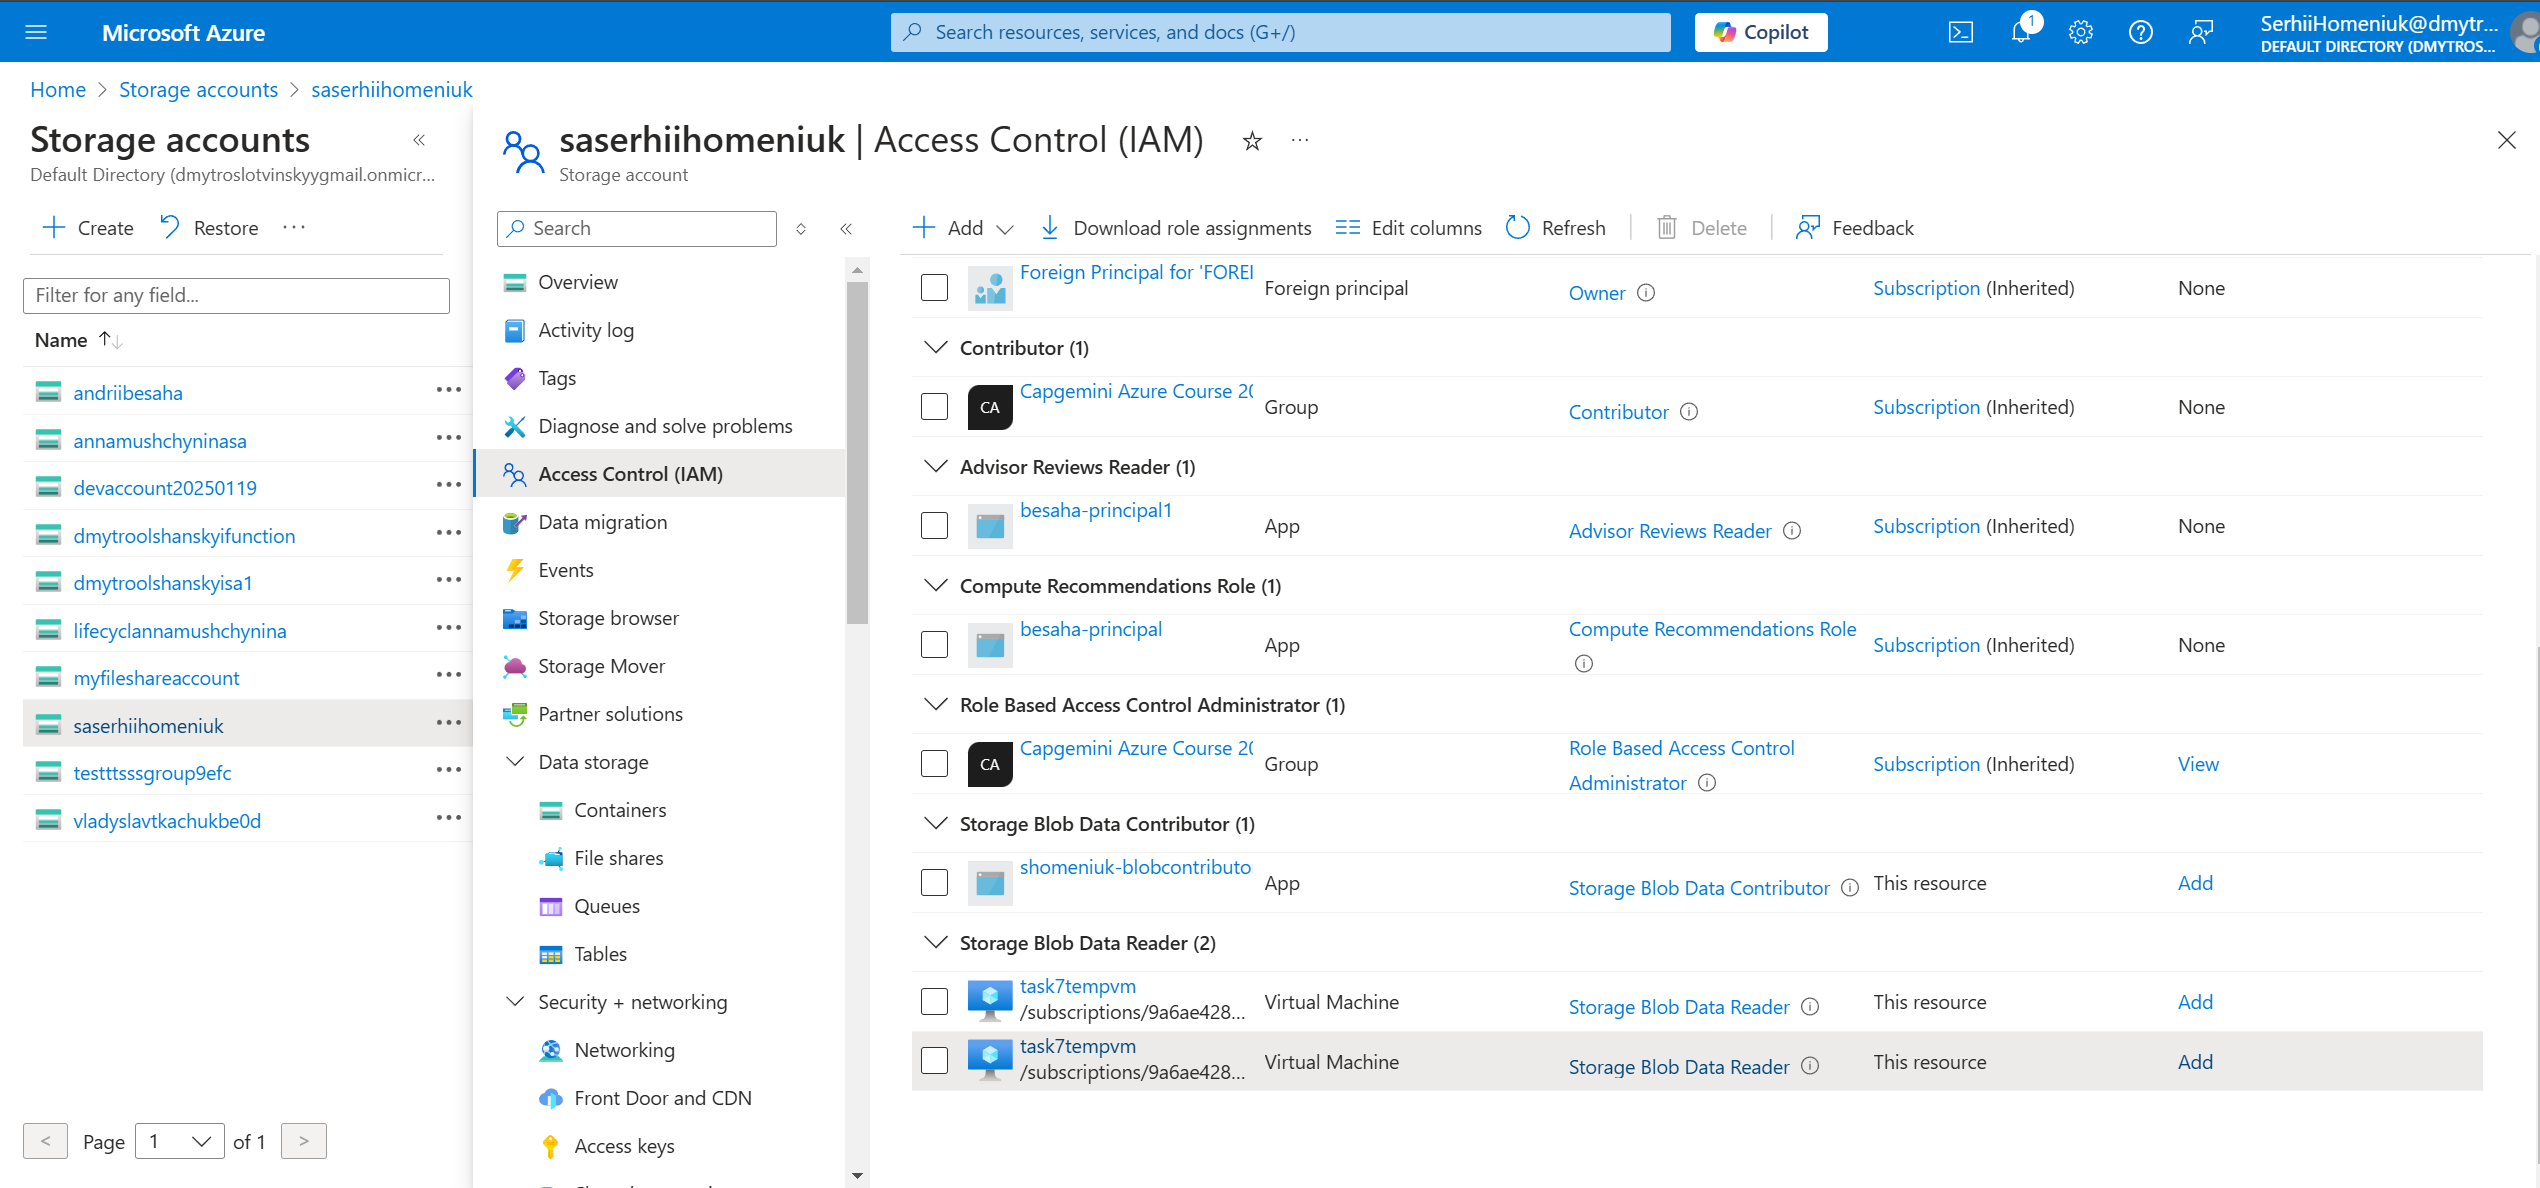 Microsoft Azure
Search resources, services, and docs (G+/)
Copilot
1
SerhiiHomeniuk@dmytr...
DEFAULT DIRECTORY (DMYTROS...
Home > Storage accounts > saserhiihomeniuk
Storage accounts
Default Directory (dmytroslotvinskyygmail.onmicr...
Create
Restore
Filter for any field...
Name
andriibesaha
annamushchyninasa
devaccount20250119
dmytroolshanskyifunction
dmytroolshanskyisa1
lifecyclannamushchynina
myfileshareaccount
saserhiihomeniuk
testttsssgroup9efc
vladyslavtkachukbe0d
< Page 1 of 1 >
saserhiihomeniuk | Access Control (IAM)
Storage account
Search
Overview
Activity log
Tags
Diagnose and solve problems
Access Control (IAM)
Data migration
Events
Storage browser
Storage Mover
Partner solutions
Data storage
Containers
File shares
Queues
Tables
Security + networking
Networking
Front Door and CDN
Access keys
Add
Download role assignments
Edit columns
Refresh
Delete
Feedback
Foreign Principal for 'FOREI Foreign principal Owner Subscription (Inherited) None
Contributor (1)
CA Capgemini Azure Course 20 Group Contributor Subscription (Inherited) None
Advisor Reviews Reader (1)
besaha-principal1 App Advisor Reviews Reader Subscription (Inherited) None
Compute Recommendations Role (1)
besaha-principal App Compute Recommendations Role Subscription (Inherited) None
Role Based Access Control Administrator (1)
CA Capgemini Azure Course 20 Group Role Based Access Control Subscription (Inherited) View
Administrator
Storage Blob Data Contributor (1)
shomeniuk-blobcontributo App Storage Blob Data Contributor This resource Add
Storage Blob Data Reader (2)
task7tempvm Virtual Machine Storage Blob Data Reader This resource Add
/subscriptions/9a6ae428...
task7tempvm Virtual Machine Storage Blob Data Reader This resource Add
/subscriptions/9a6ae428...